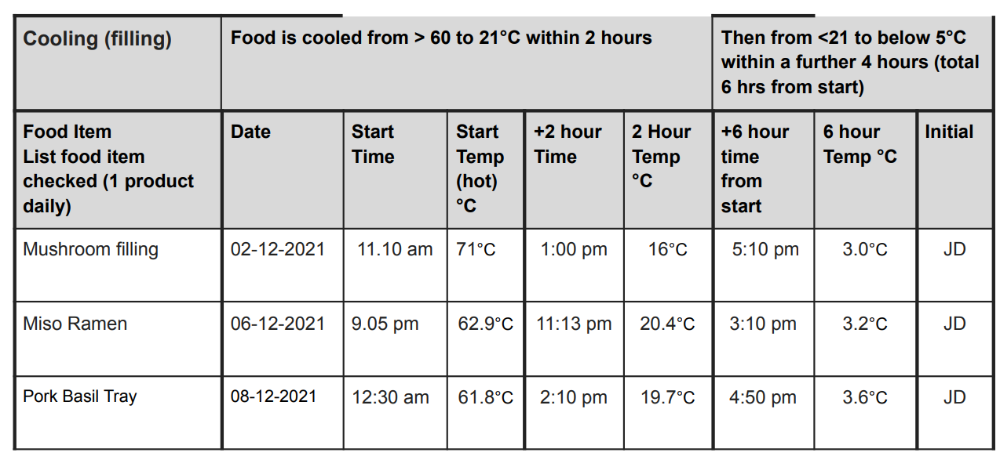 Cooling (filling)
Food is cooled from > 60 to 21°C within 2 hours
Then from <21 to below 5°C
within a further 4 hours (total
6 hrs from start)
Food Item
List food item
checked (1 product
daily)
Date
Start
Time
Start
Temp
(hot)
°C
+2 hour
Time
2 Hour
Temp
°C
+6 hour
time
from
start
6 hour
Temp °C
Initial
Mushroom filling 02-12-2021 11.10 am 71°C 1:00 pm 16°C 5:10 pm 3.0°C JD
Miso Ramen 06-12-2021 9.05 pm 62.9°C 11:13 pm 20.4°C 3:10 pm 3.2°C JD
Pork Basil Tray 08-12-2021 12:30 am 61.8°C 2:10 pm 19.7°C 4:50 pm 3.6°C JD